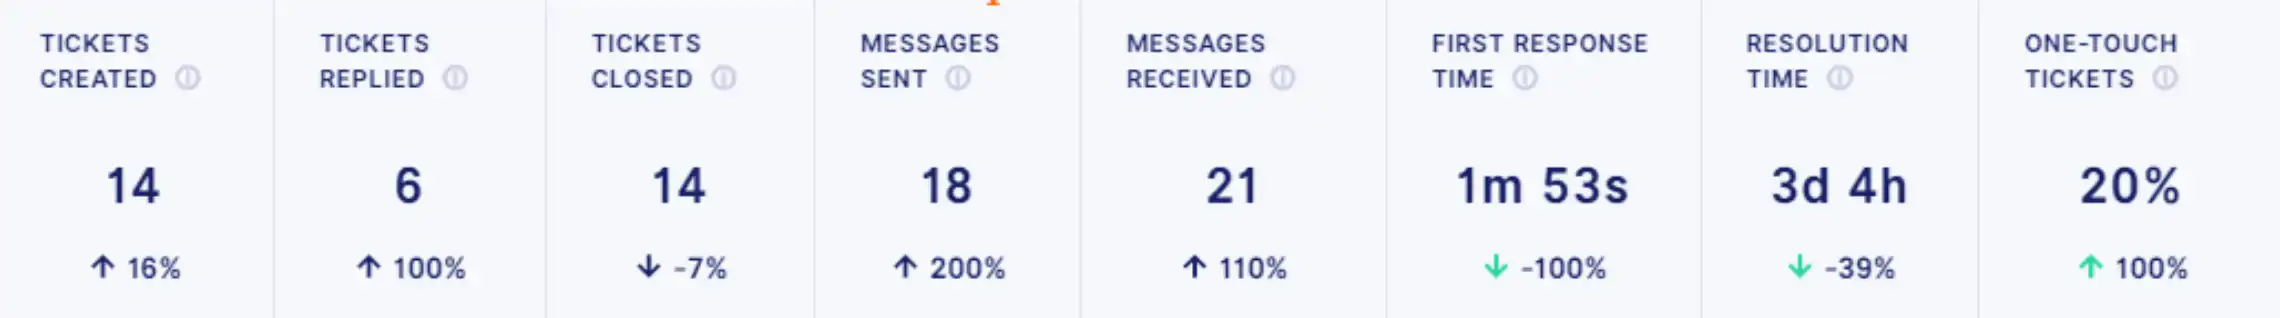 TICKETS
CREATED
14
↑ 16%
TICKETS
REPLIED
6
↑ 100%
TICKETS
CLOSED
14
↓ -7%
MESSAGES
SENT
18
↑ 200%
MESSAGES
RECEIVED
21
↑ 110%
FIRST RESPONSE
TIME
1m 53s
↓ -100%
RESOLUTION
TIME
3d 4h
↓ -39%
ONE-TOUCH
TICKETS
20%
↑ 100%